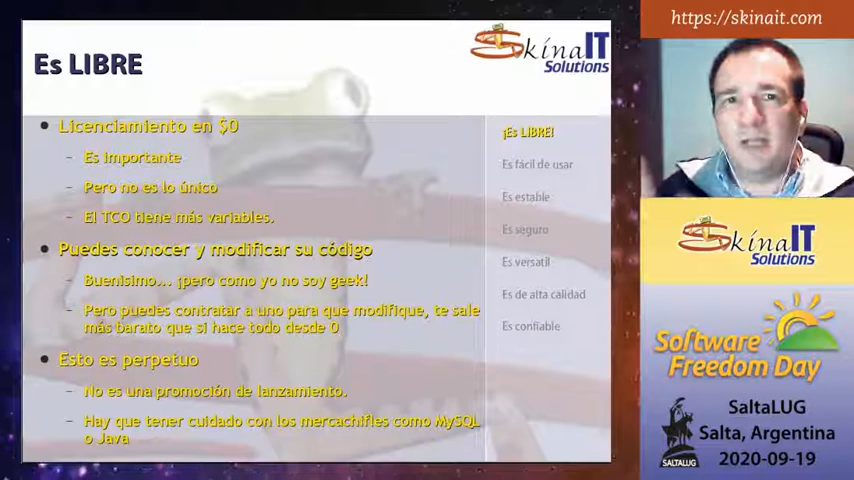 https://skinait.com
Es LIBRE
SkínaIT
Solutions
Licenciamiento en $0
Es importante
Pero no es lo único
El TCO tiene más variables.
Puedes conocer y modificar su código
Buenísimo... ¡pero como yo no soy geek!
Pero puedes contratar a uno para que modifique, te sale
más barato que si hace todo desde 0
Esto es perpetuo
No es una promoción de lanzamiento.
Hay que tener cuidado con los mercachifles como MySQL
o Java
¡Es LIBRE!
Es fácil de usar
Es estable
Es seguro
Es versatil
Es de alta calidad
Es confiable
SkínaIT
Solutions
Software
Freedom Day
SaltaLUG
Salta, Argentina
2020-09-19
SALTALUG